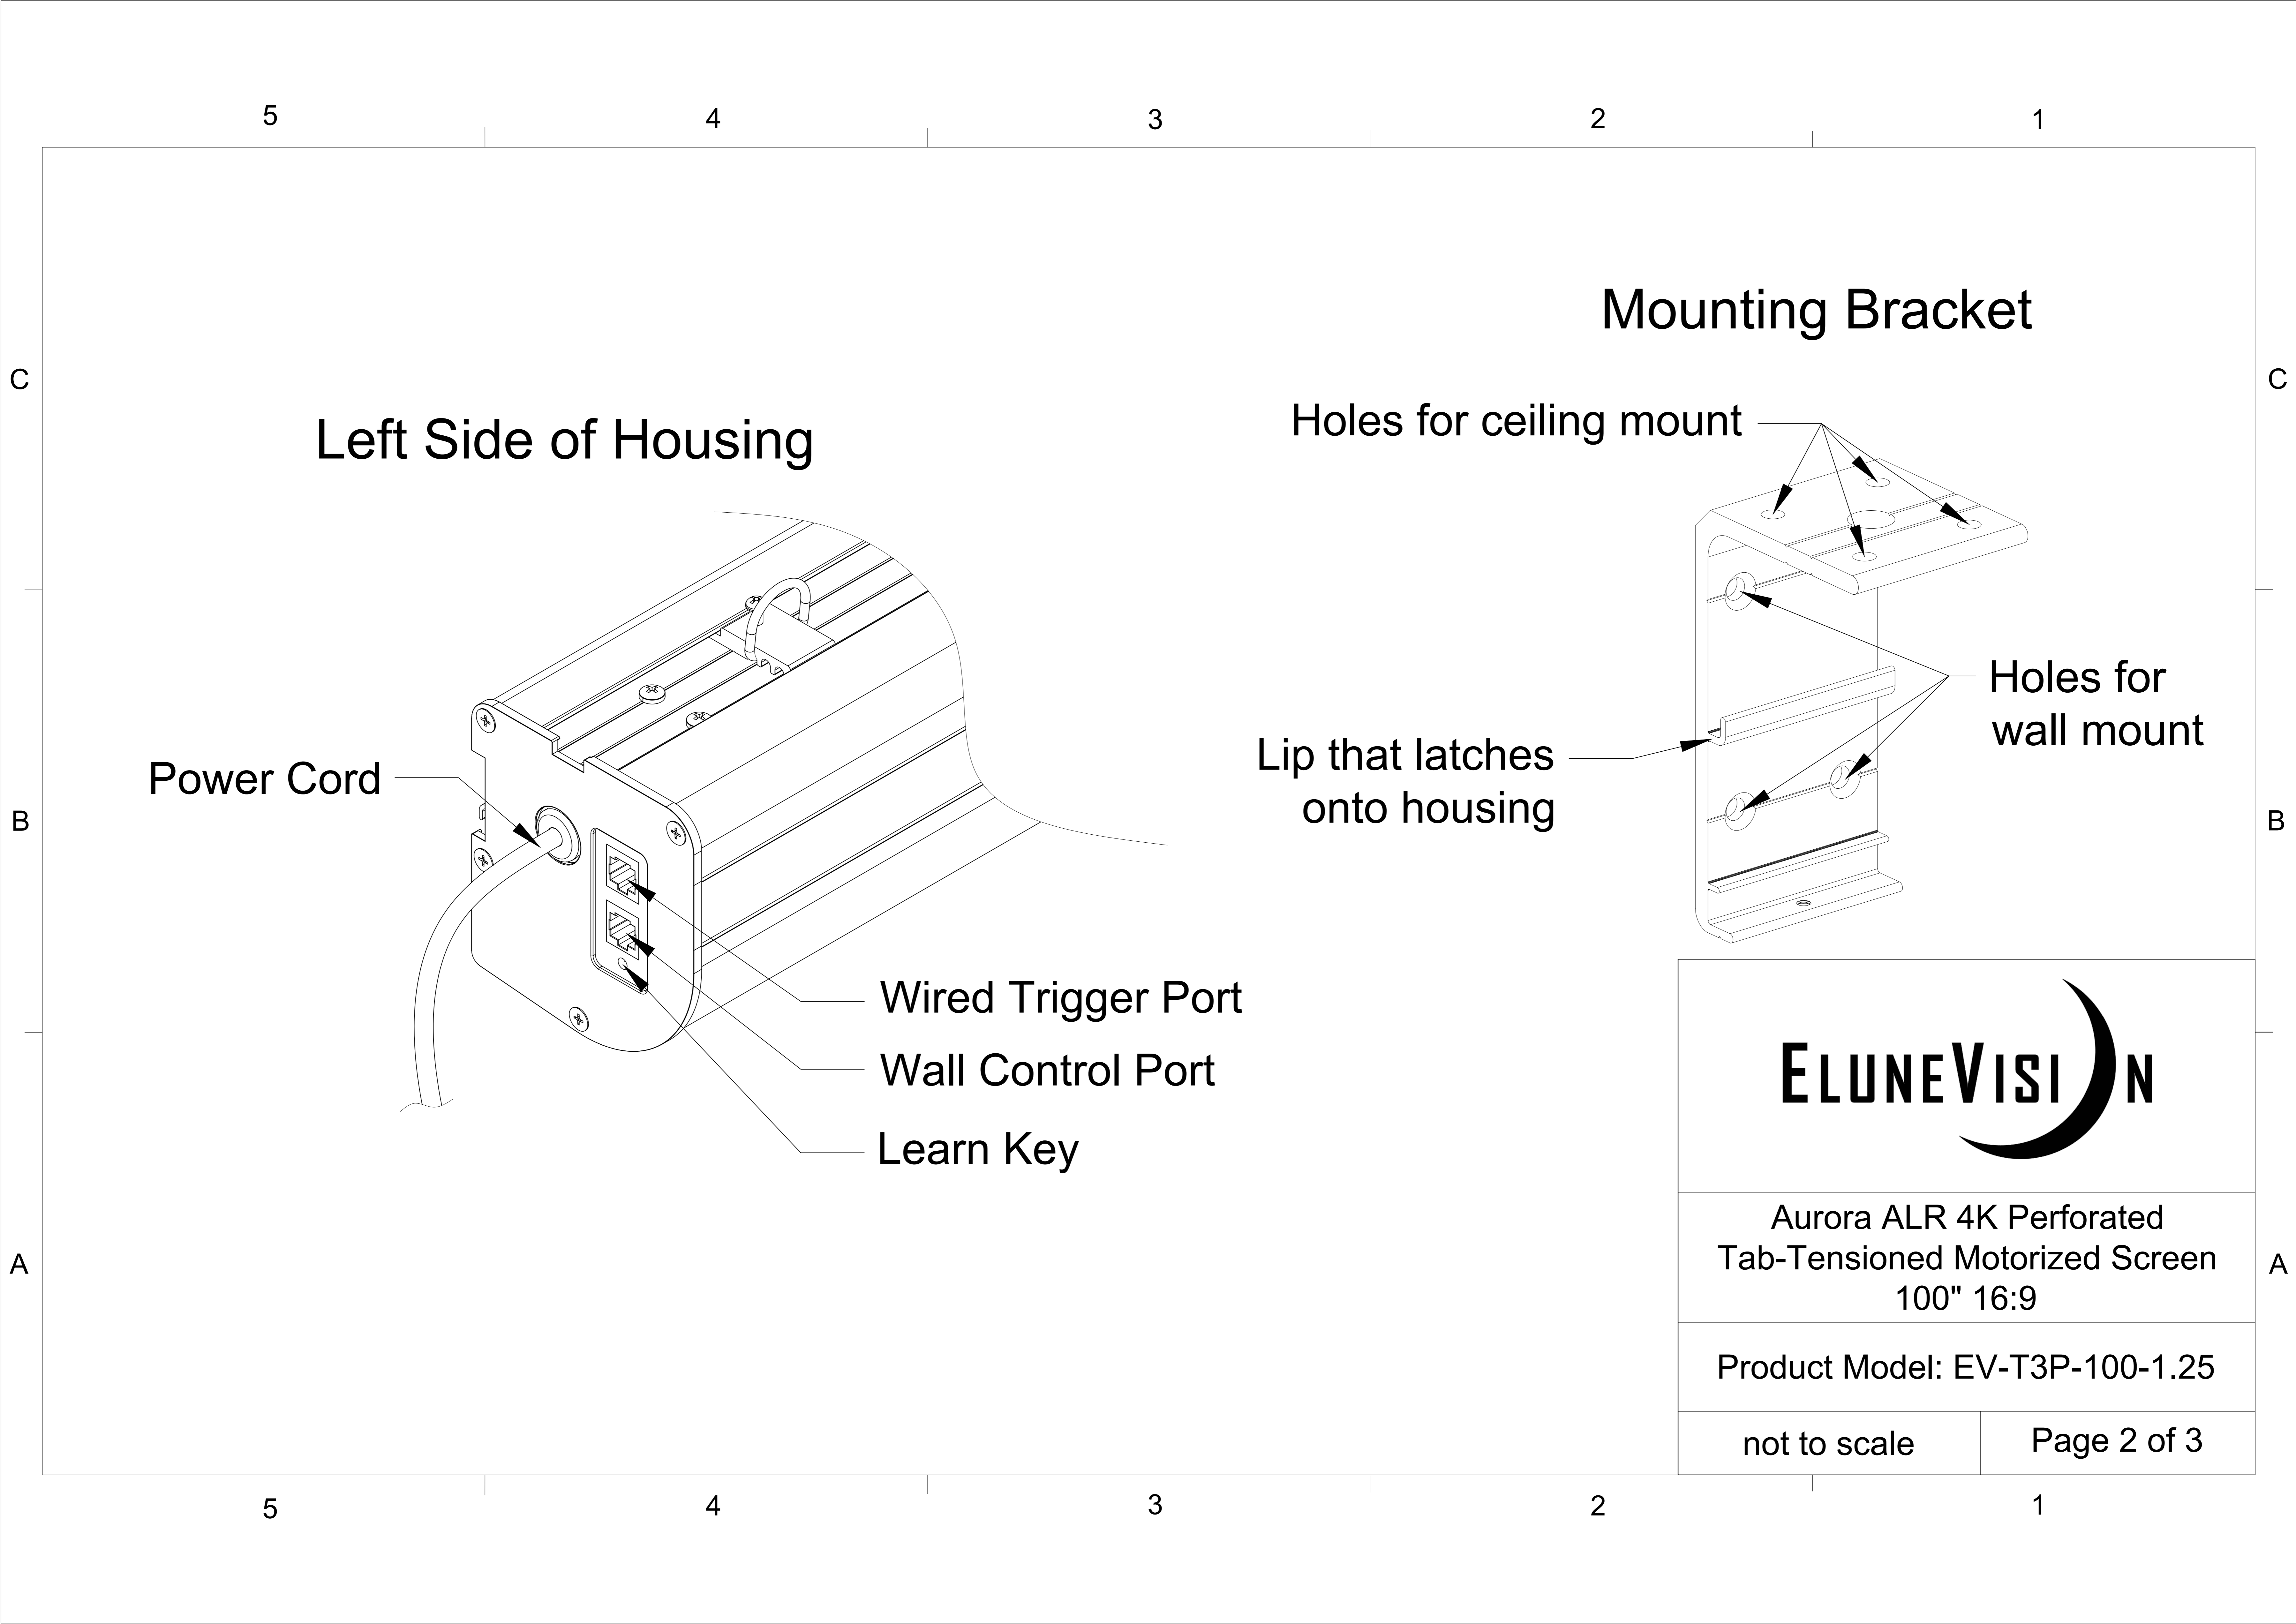 5 4 3 2 1
C C
B B
A A
Mounting Bracket
Holes for ceiling mount
Left Side of Housing
Holes for
wall mount
Lip that latches
onto housing
Power Cord
Wired Trigger Port
Wall Control Port
Learn Key
ELUNEVISION
Aurora ALR 4K Perforated
Tab-Tensioned Motorized Screen
100" 16:9
Product Model: EV-T3P-100-1.25
not to scale
Page 2 of 3
5 4 3 2 1